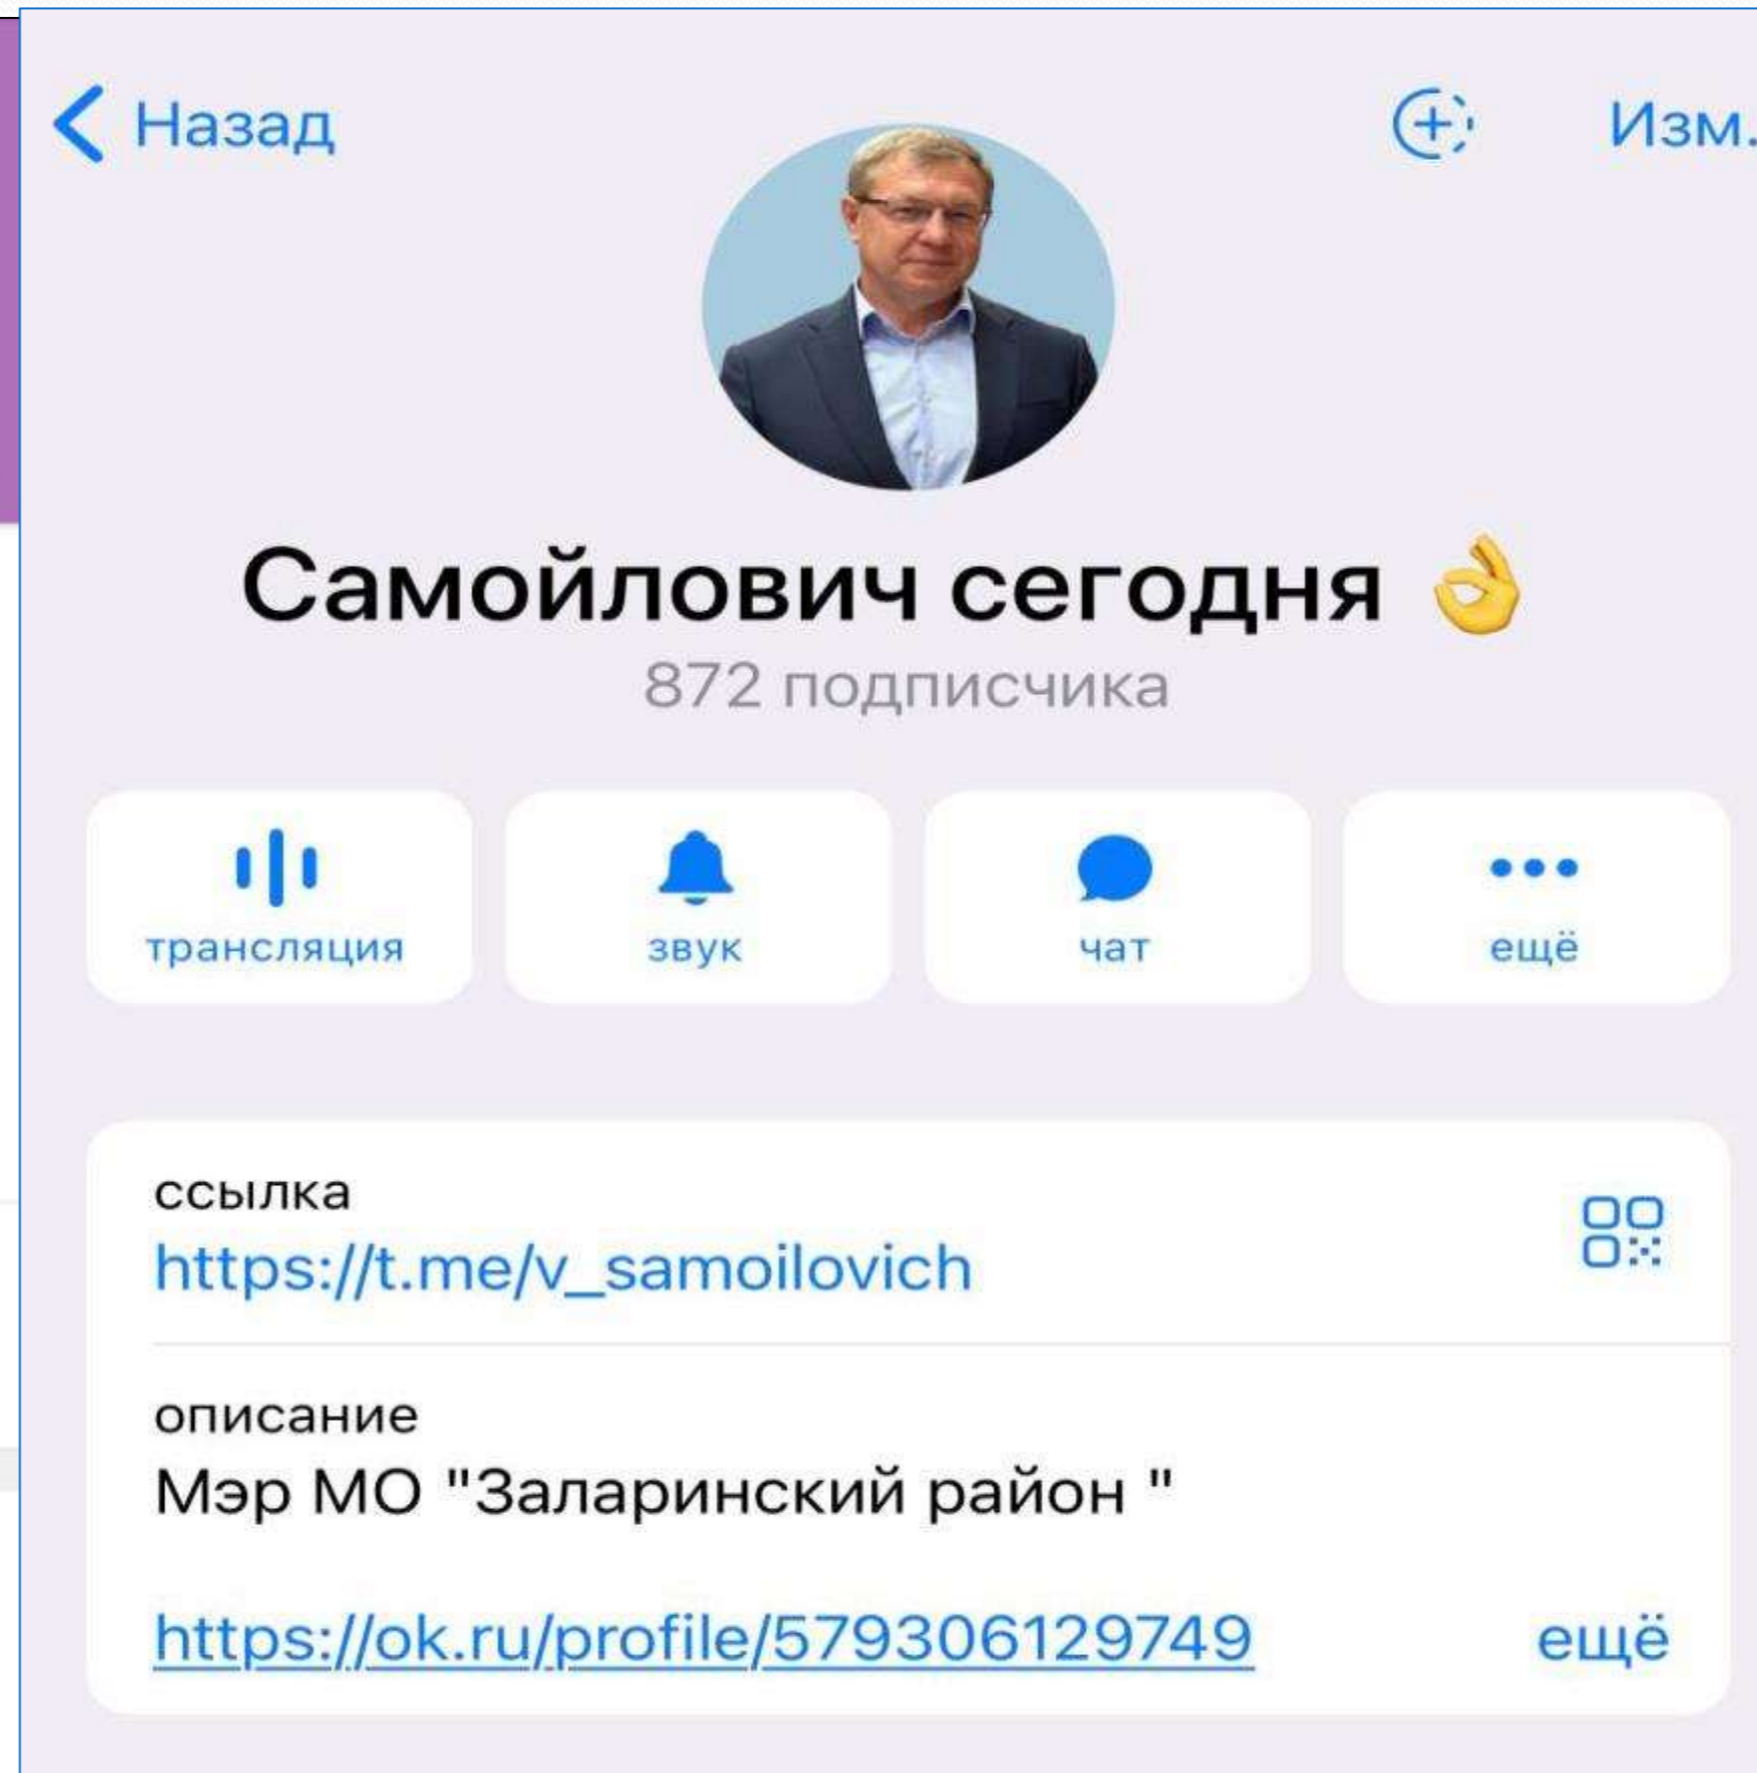 Назад
Изм.
Самойлович сегодня 👌
872 подписчика
трансляция
звук
чат
ещё
ссылка
https://t.me/v_samoilovich
описание
Мэр МО "Заларинский район "
https://ok.ru/profile/579306129749
ещё